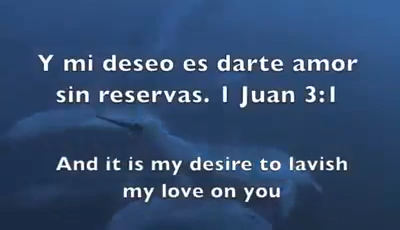 Y mi deseo es darte amor
sin reservas. 1 Juan 3:1
And it is my desire to lavish
my love on you